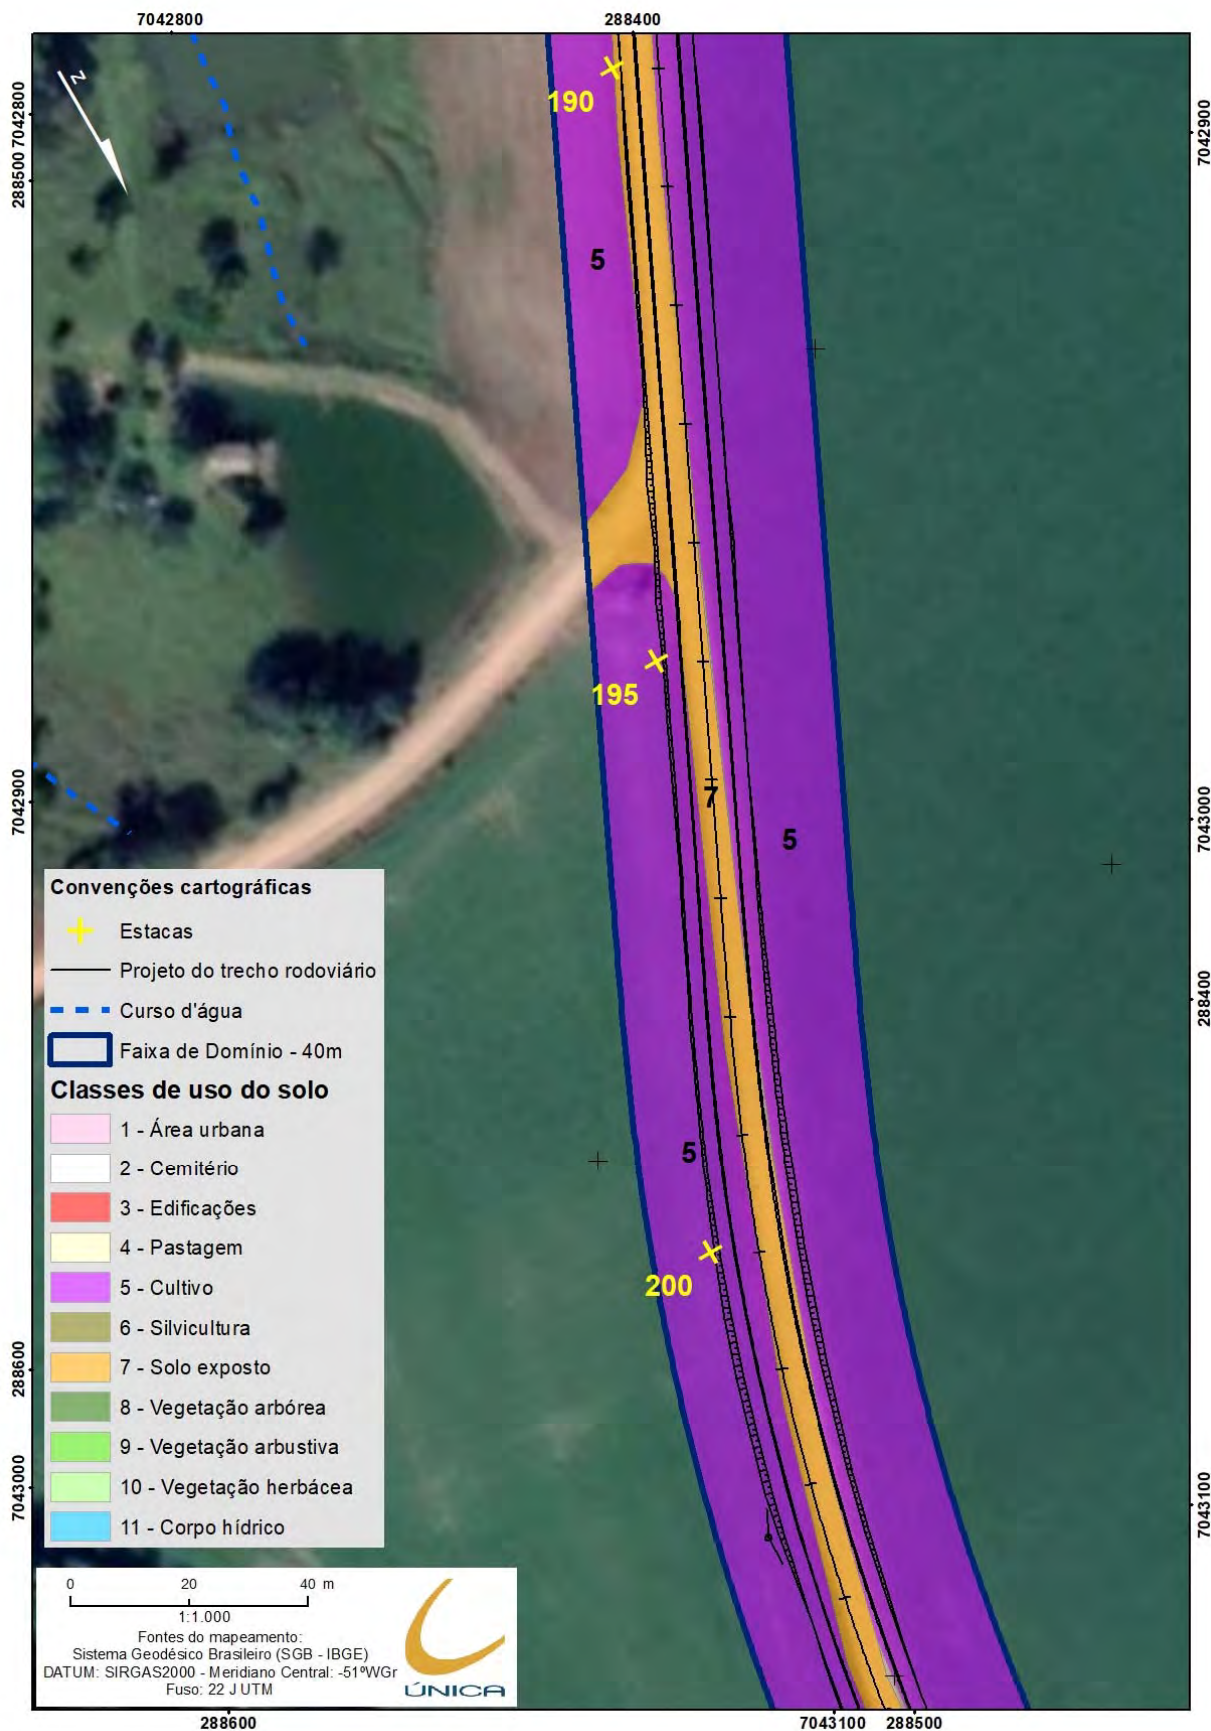 7042800 288400
N
7042800
288500
7042900
190
5
195
7
5
7042900
7043000
288400
5
200
Convenções cartográficas
Estacas
Projeto do trecho rodoviário
Curso d'água
Faixa de Domínio - 40m
Classes de uso do solo
1 - Área urbana
2 - Cemitério
3 - Edificações
4 - Pastagem
5 - Cultivo
6 - Silvicultura
7 - Solo exposto
8 - Vegetação arbórea
9 - Vegetação arbustiva
10 - Vegetação herbácea
11 - Corpo hídrico
288600
7043000
7043100
0 20 40 m
1:1.000
Fontes do mapeamento:
Sistema Geodésico Brasileiro (SGB - IBGE)
DATUM: SIRGAS2000 - Meridiano Central: -51ºWGr
Fuso: 22 J UTM
ÚNICA
288600 7043100 288500